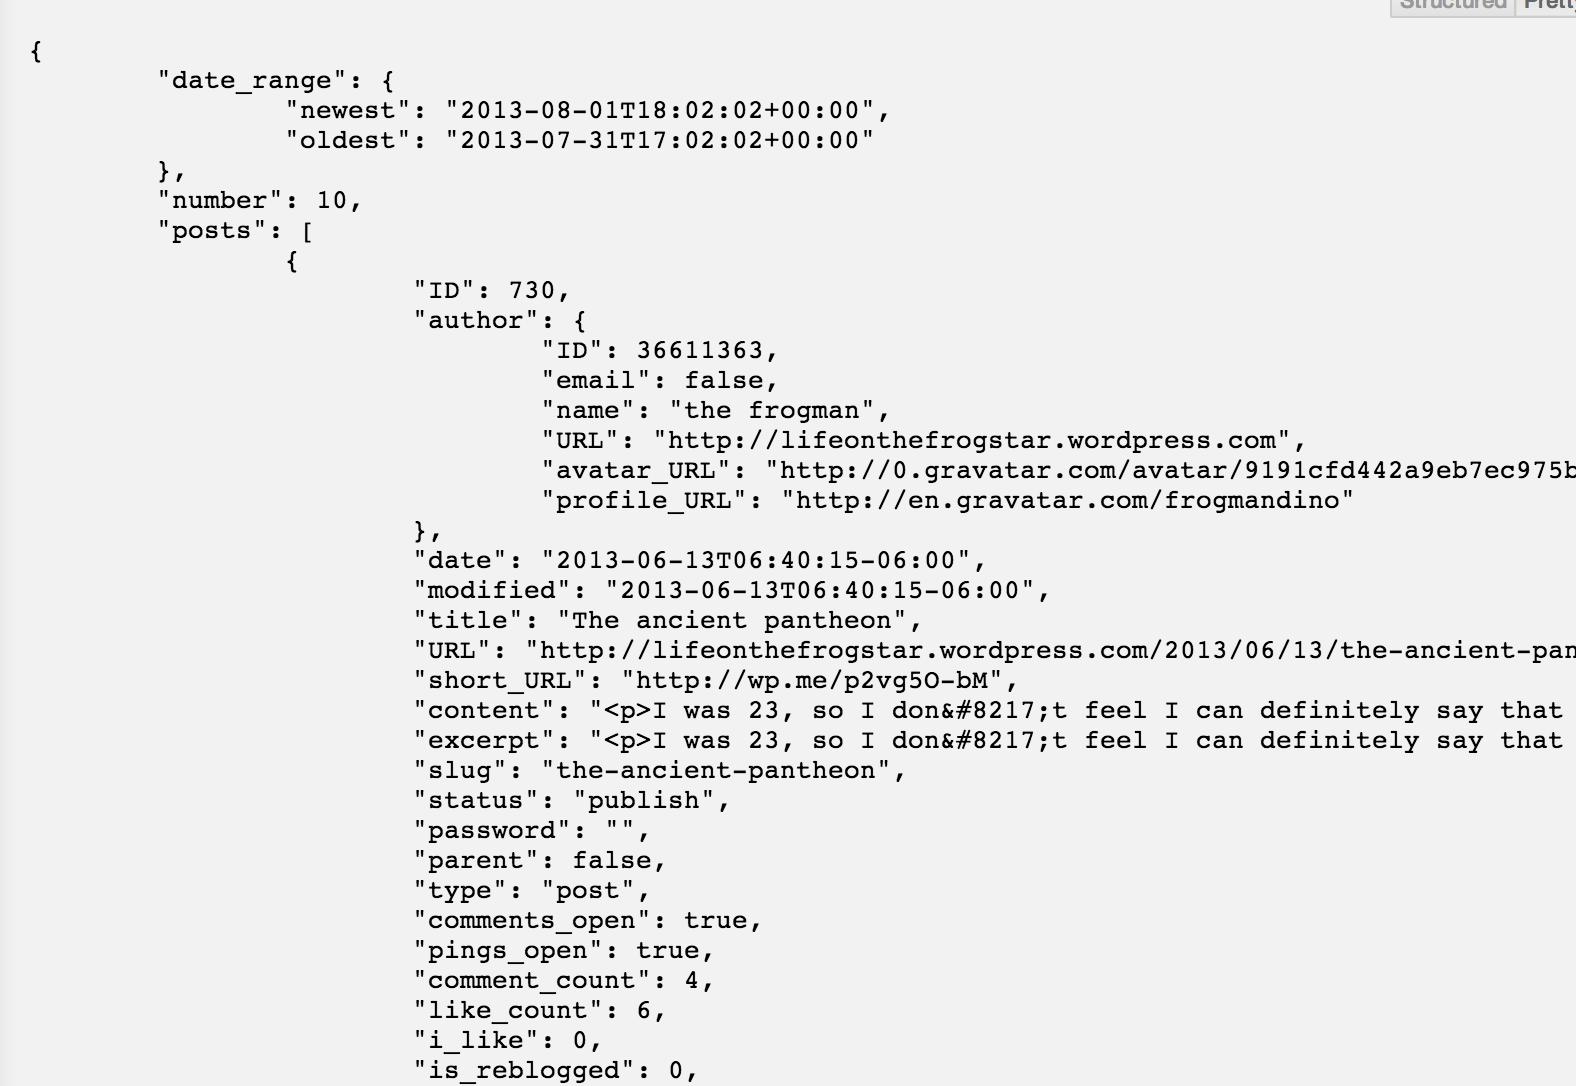 Structured Pretty
{
"date_range": {
"newest": "2013-08-01T18:02:02+00:00",
"oldest": "2013-07-31T17:02:02+00:00"
},
"number": 10,
"posts": [
{
"ID": 730,
"author": {
"ID": 36611363,
"email": false,
"name": "the frogman",
"URL": "http://lifeonthefrogstar.wordpress.com",
"avatar_URL": "http://0.gravatar.com/avatar/9191cfd442a9eb7ec975b
"profile_URL": "http://en.gravatar.com/frogmandino"
},
"date": "2013-06-13T06:40:15-06:00",
"modified": "2013-06-13T06:40:15-06:00",
"title": "The ancient pantheon",
"URL": "http://lifeonthefrogstar.wordpress.com/2013/06/13/the-ancient-pan
"short_URL": "http://wp.me/p2vg5O-bM",
"content": "<p>I was 23, so I don&#8217;t feel I can definitely say that
"excerpt": "<p>I was 23, so I don&#8217;t feel I can definitely say that
"slug": "the-ancient-pantheon",
"status": "publish",
"password": "",
"parent": false,
"type": "post",
"comments_open": true,
"pings_open": true,
"comment_count": 4,
"like_count": 6,
"i_like": 0,
"is_reblogged": 0,